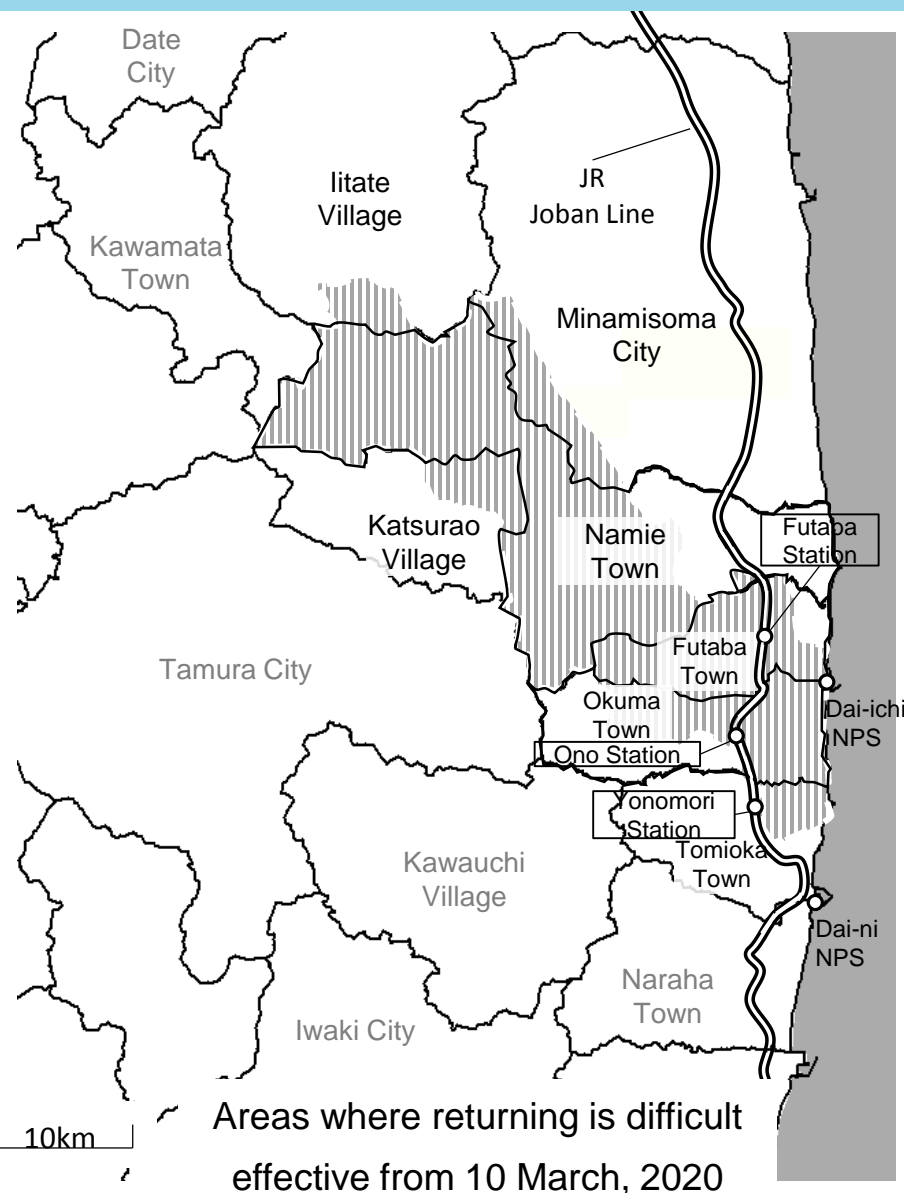 Date
City
Iitate
Village
JR
Joban Line
Kawamata
Town
Minamisoma
City
Katsurao
Village
Namie
Town
Futaba
Station
Tamura City
Futaba
Town
Okuma
Town
Dai-ichi
NPS
Ono Station
Yonomori
Station
Tomioka
Town
Kawauchi
Village
Dai-ni
NPS
Naraha
Town
Iwaki City
10km
Areas where returning is difficult
effective from 10 March, 2020